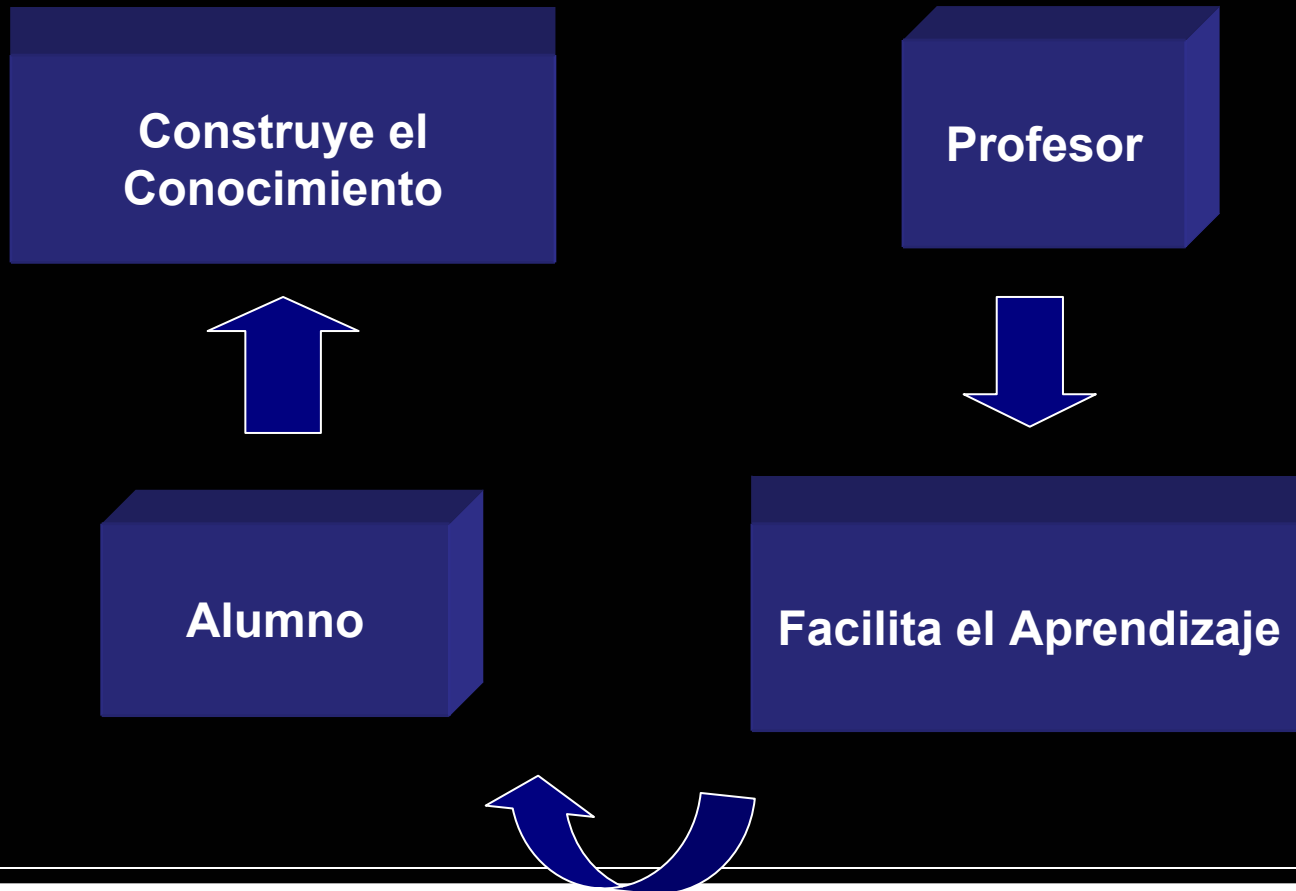 Construye el
Conocimiento
Profesor
Alumno
Facilita el Aprendizaje